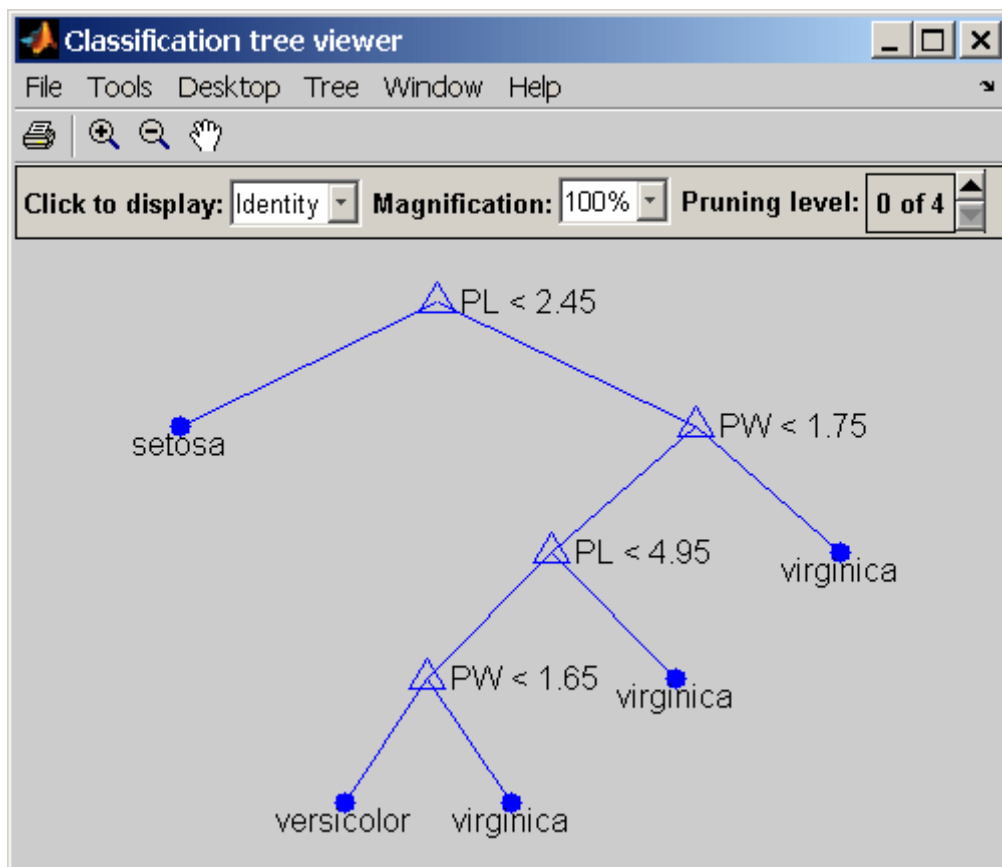 Classification tree viewer
File Tools Desktop Tree Window Help
Click to display: Identity Magnification: 100% Pruning level: 0 of 4
PL < 2.45
setosa
PW < 1.75
PL < 4.95
virginica
PW < 1.65
virginica
versicolor
virginica